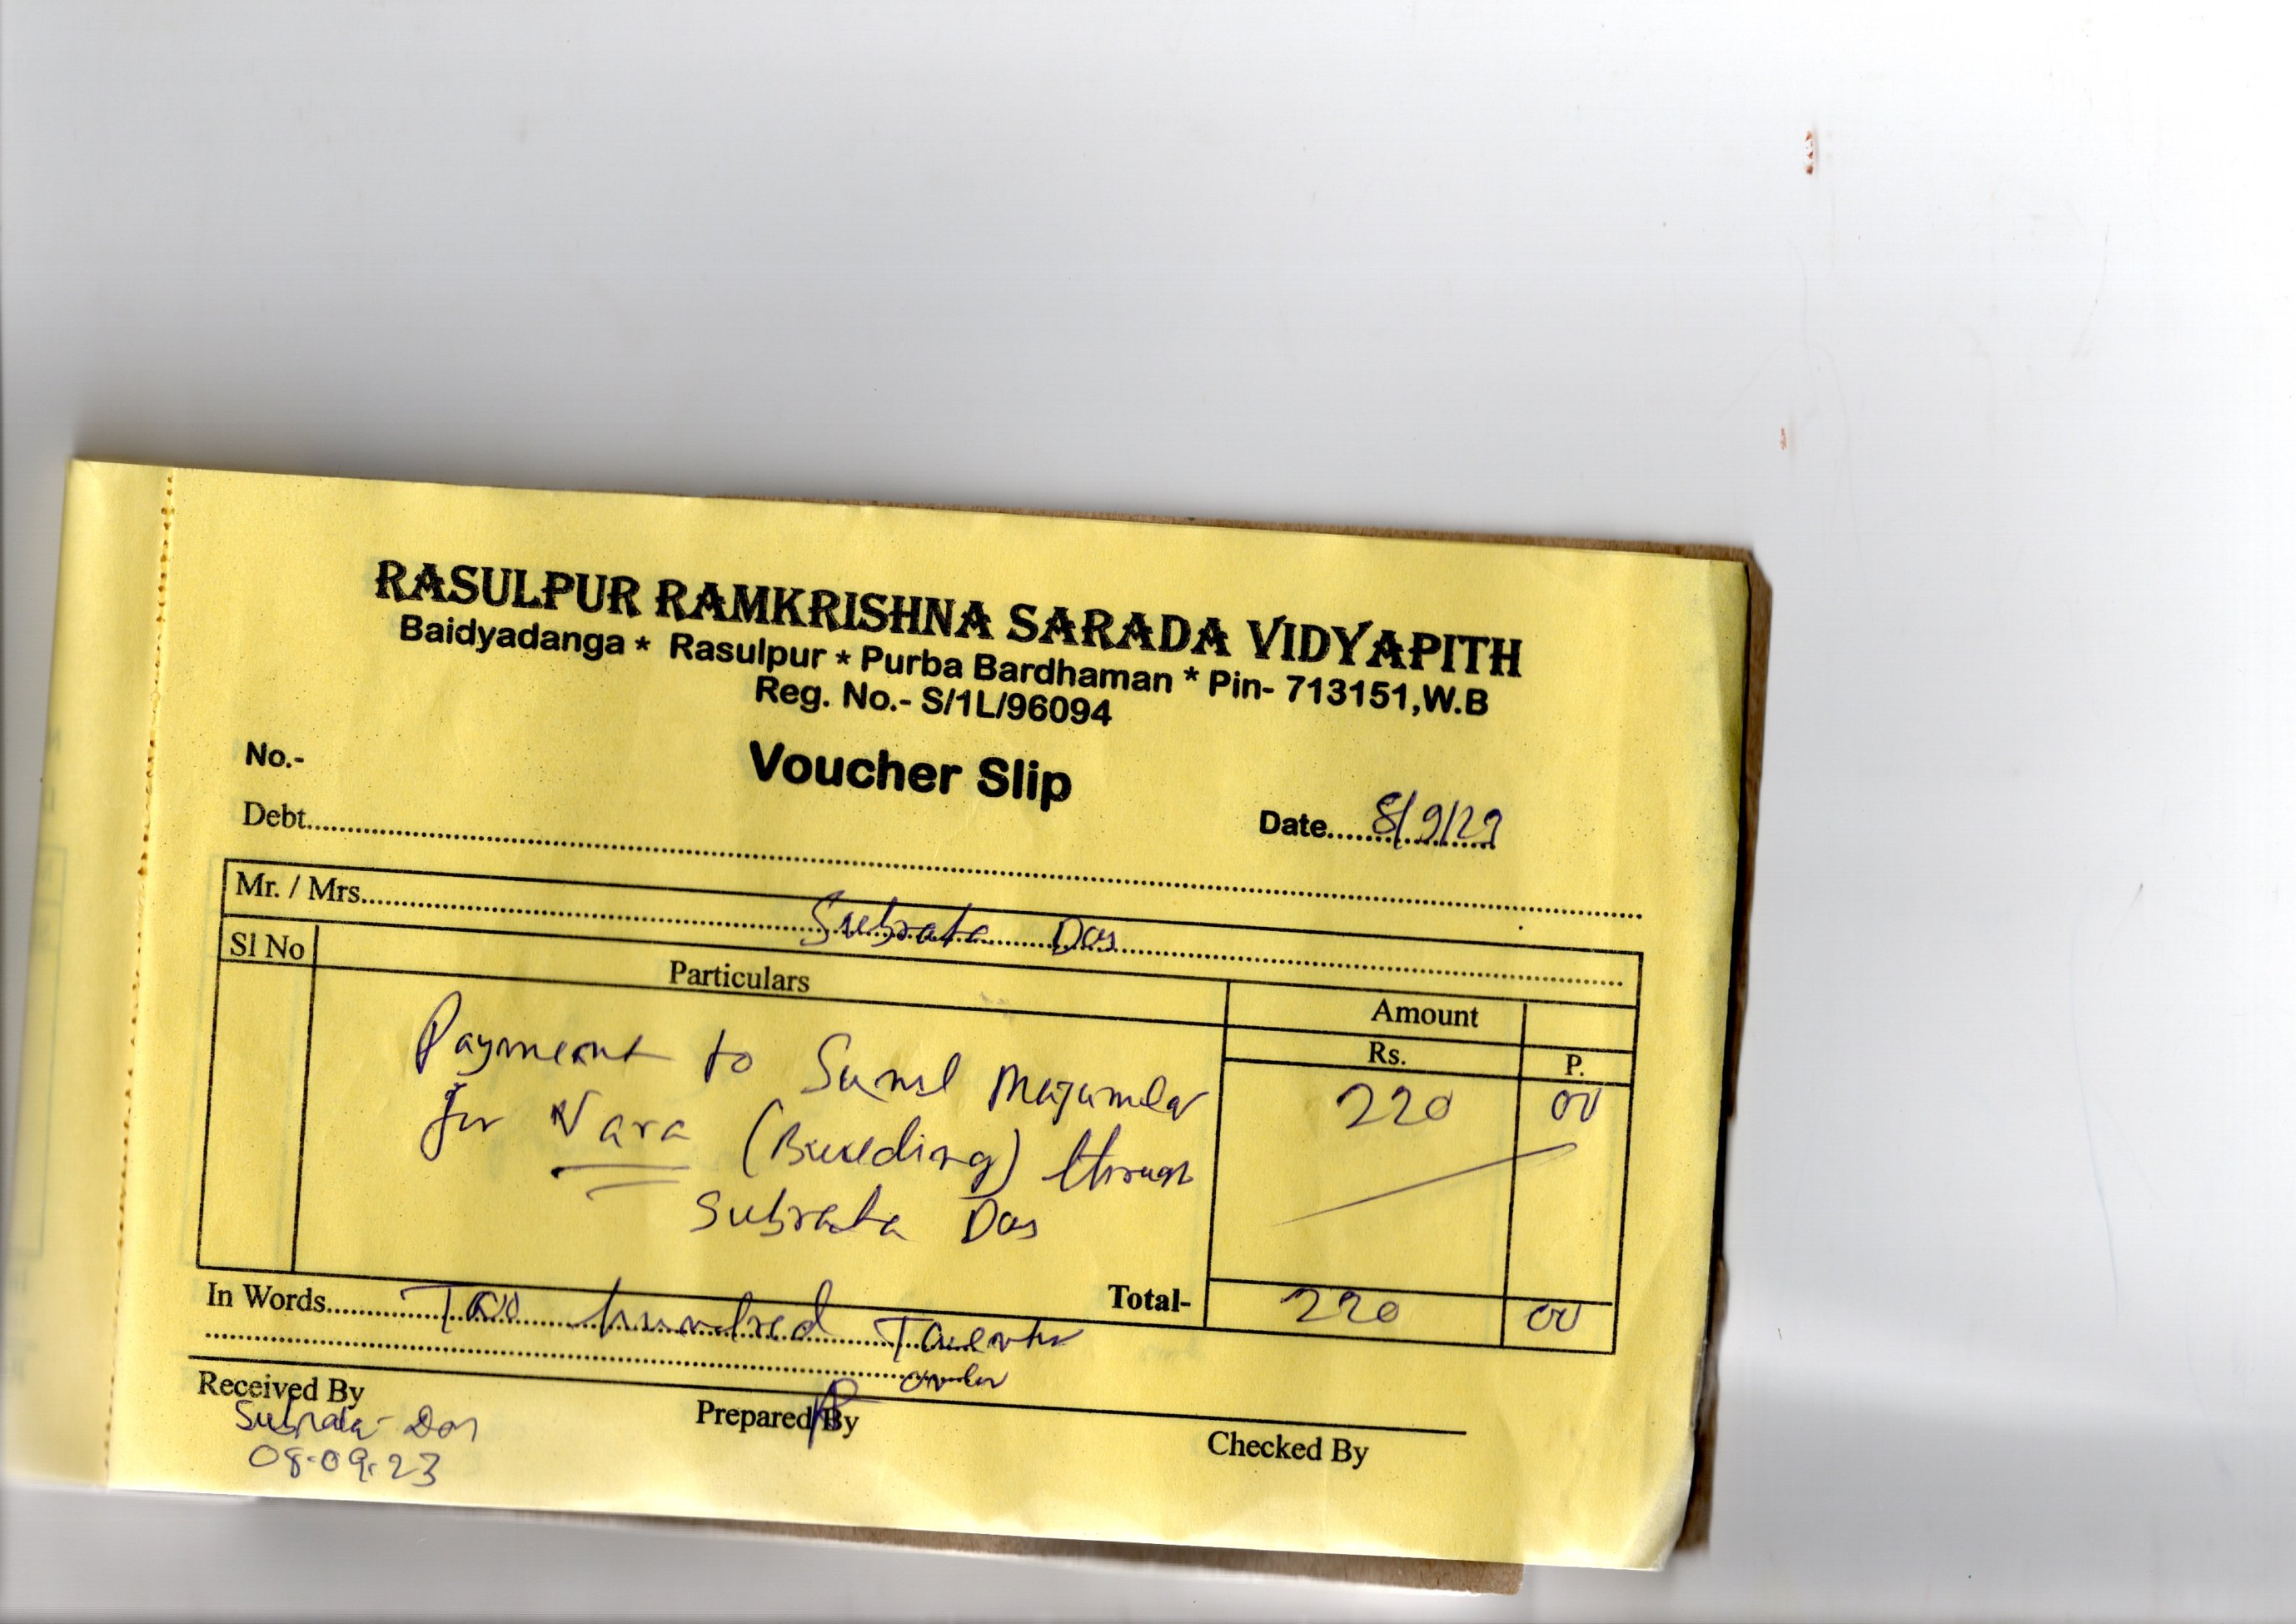 RASULPUR RAMKRISHNA SARADA VIDYAPITH
Baidyadanga * Rasulpur * Purba Bardhaman * Pin- 713151,W.B
Reg. No.- S/1L/96094
No.-
Voucher Slip
Debt
Date 8/9/23
Mr. / Mrs. Subrata Das
Sl No Particulars Amount
Rs. P.
Payment to Sunil Majumder 220 00
for Vara (Building) through
Subrata Das
Total- 220 00
In Words Two hundred Twenty
only
Received By Prepared By Checked By
Subrata Das
08.09.23